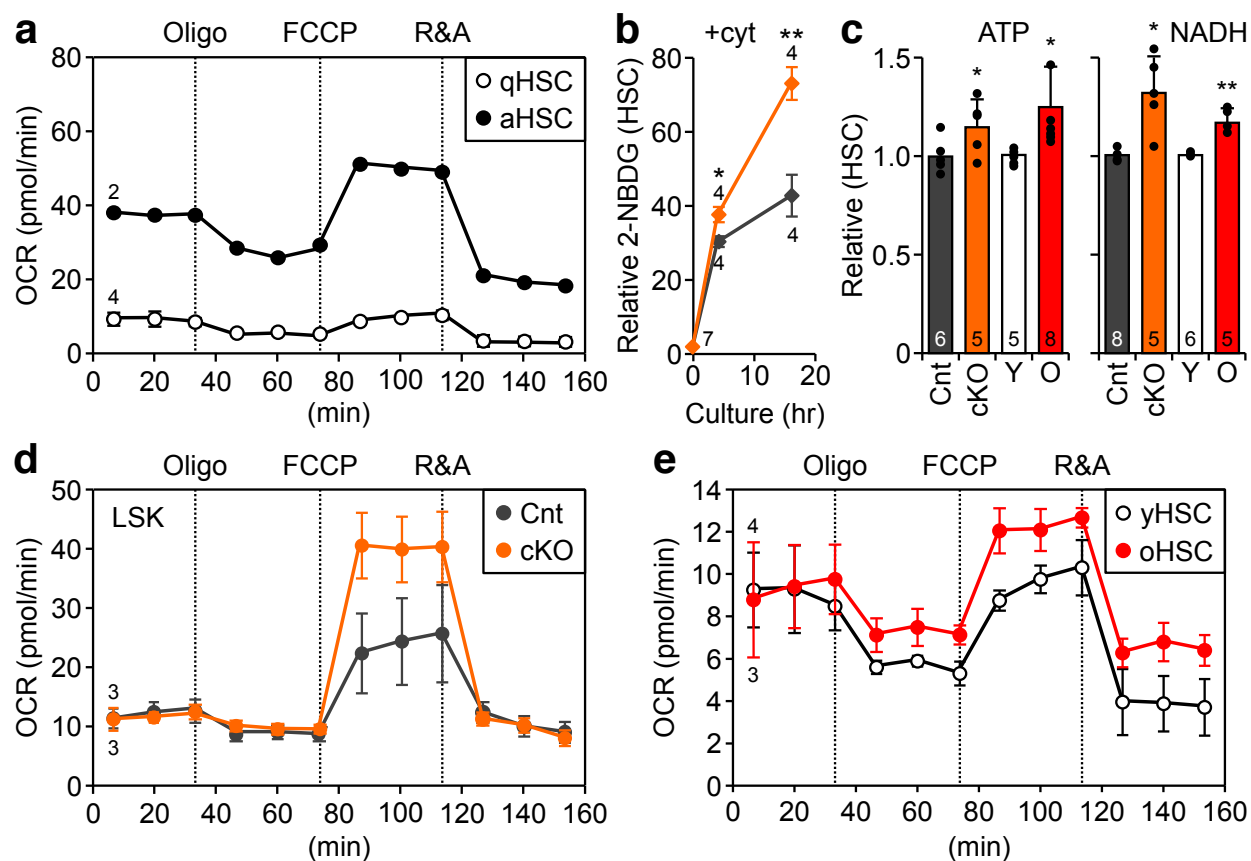 a
Oligo
FCCP
R&A
OCR (pmol/min)
80
60
40
20
0
qHSC
aHSC
2
4
0
20
40
60
80
100
120
140
160
(min)
b
+cyt
Relative 2-NBDG (HSC)
80
60
40
20
0
**
4
*
4
4
4
7
0
10
20
Culture (hr)
c
ATP
NADH
Relative (HSC)
1.5
1.0
0.5
0
*
*
*
**
6
5
5
8
8
5
6
5
Cnt
cKO
Y
O
Cnt
cKO
Y
O
d
Oligo
FCCP
R&A
OCR (pmol/min)
50
40
30
20
10
0
LSK
Cnt
cKO
3
3
0
20
40
60
80
100
120
140
160
(min)
e
Oligo
FCCP
R&A
OCR (pmol/min)
14
12
10
8
6
4
2
0
yHSC
oHSC
4
3
0
20
40
60
80
100
120
140
160
(min)